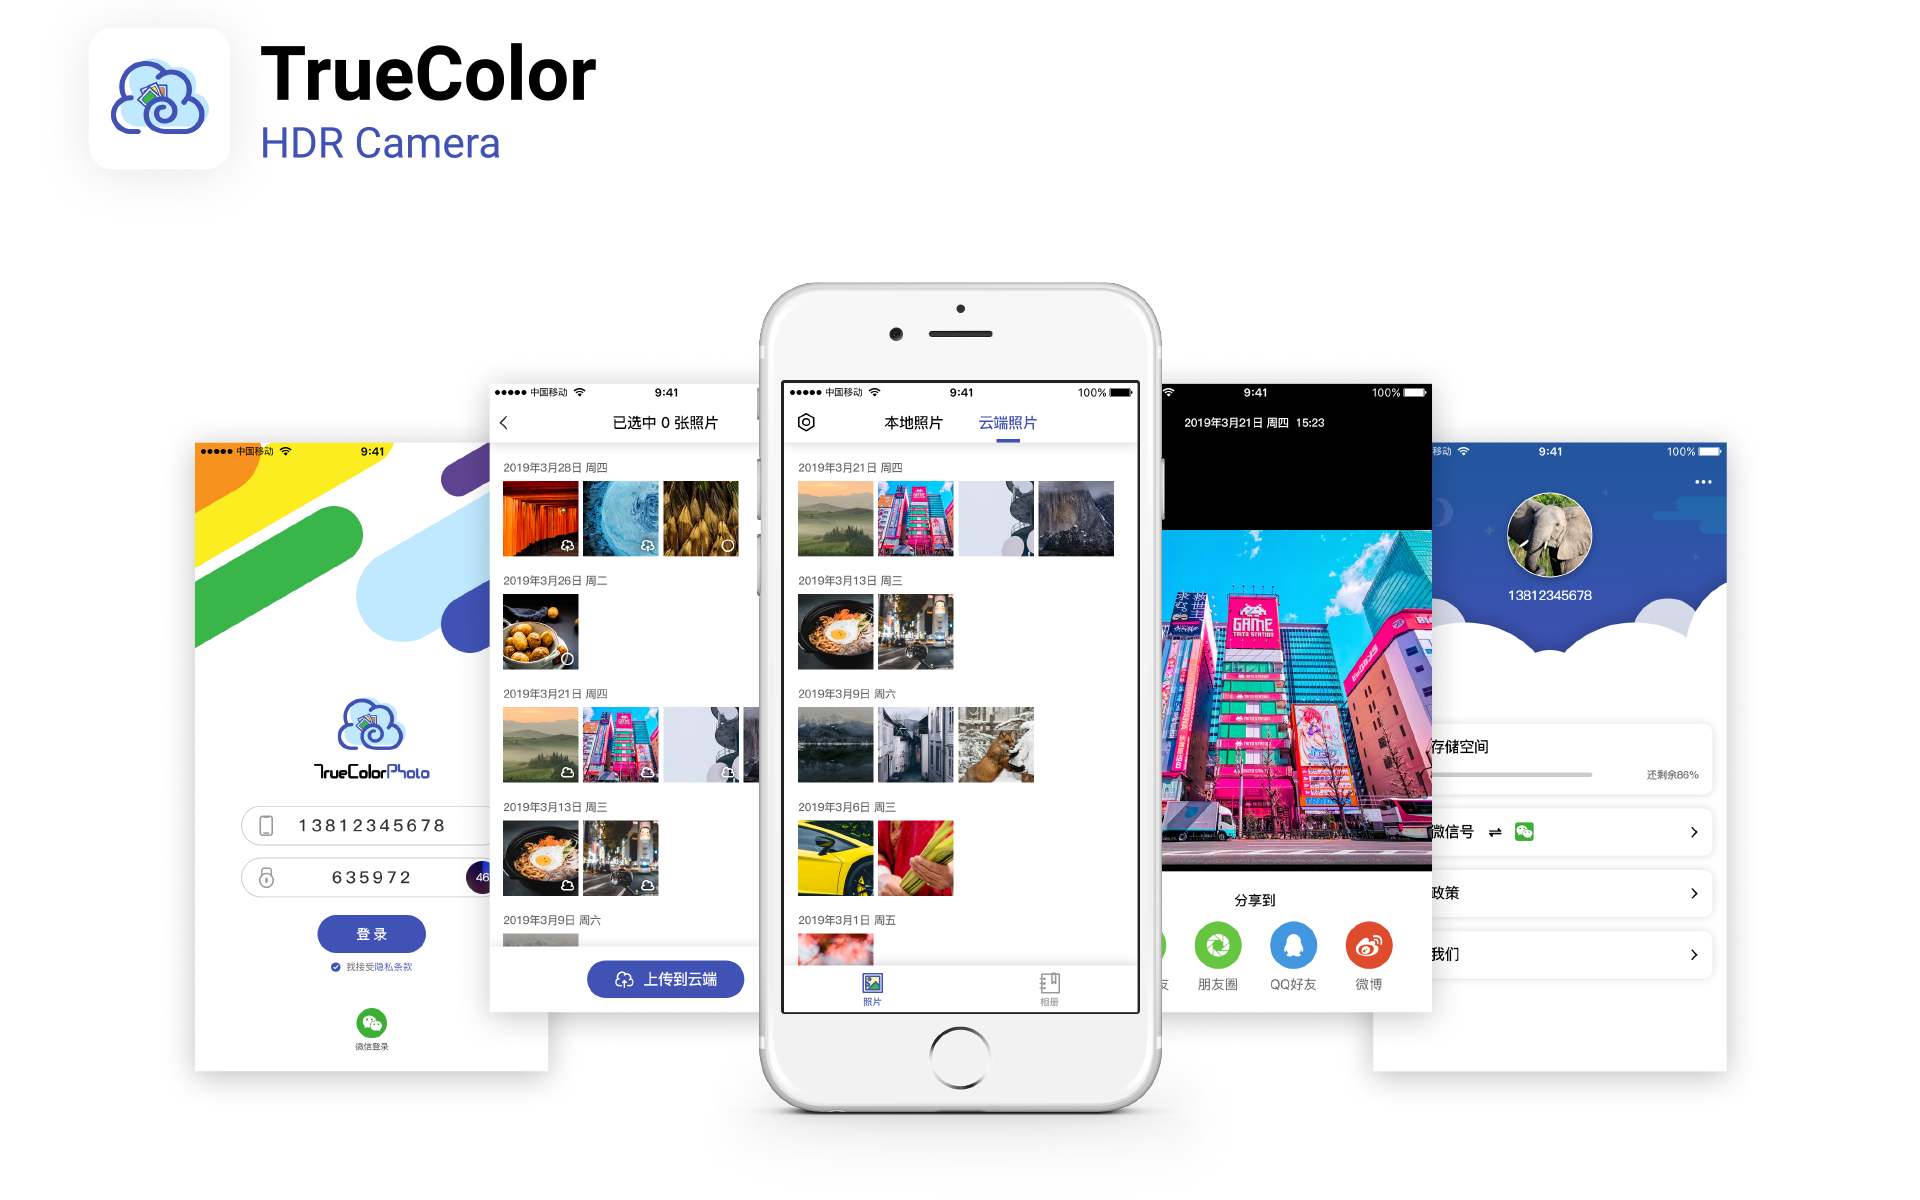 TrueColor
HDR Camera
中国移动
9:41
TrueColorPhoto
13812345678
635972
46
登录
我接受隐私条款
微信登录
中国移动
9:41
已选中 0 张照片
2019年3月28日 周四
2019年3月26日 周二
2019年3月21日 周四
2019年3月13日 周三
2019年3月9日 周六
上传到云端
中国移动
9:41
100%
本地照片
云端照片
2019年3月21日 周四
2019年3月13日 周三
2019年3月9日 周六
2019年3月6日 周三
2019年3月1日 周五
照片
相册
9:41
100%
2019年3月21日 周四 15:23
救世主
GAME
TAITO STATION
分享到
友
朋友圈
QQ好友
微博
移动
9:41
100%
13812345678
存储空间
还剩余86%
微信号
政策
我们